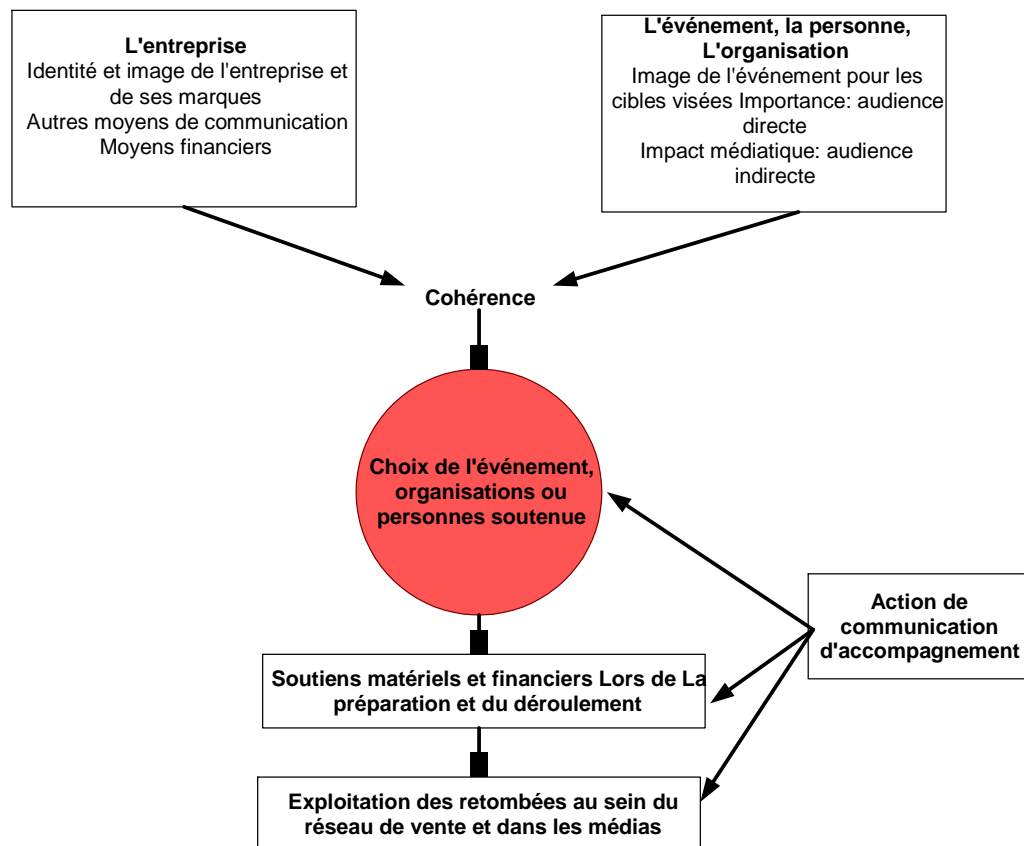 L'entreprise
Identité et image de l'entreprise et
de ses marques
Autres moyens de communication
Moyens financiers
L'événement, la personne,
L'organisation
Image de l'événement pour les
cibles visées Importance: audience
directe
Impact médiatique: audience
indirecte
Cohérence
Choix de l'événement,
organisations ou
personnes soutenue
Action de
communication
d'accompagnement
Soutiens matériels et financiers Lors de La
préparation et du déroulement
Exploitation des retombées au sein du
réseau de vente et dans les médias